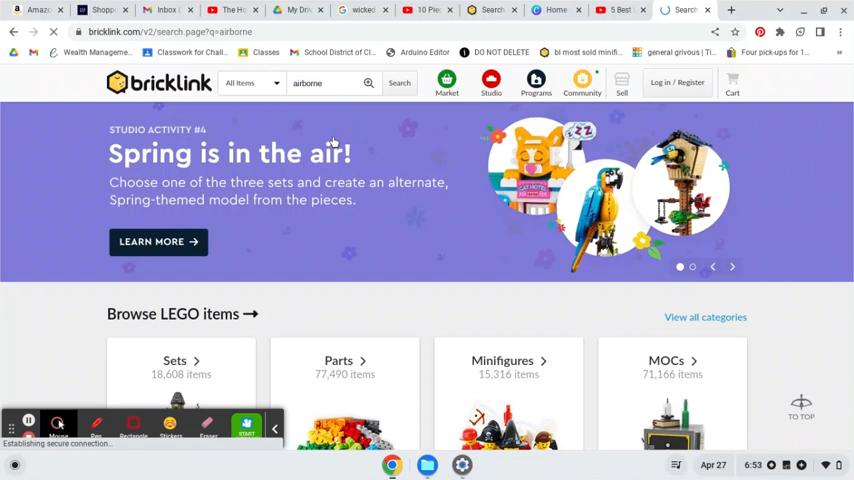 Amazo
Shoppi
Inbox (
The Ho
My Driv
wicked
10 Piec
Search
Home
5 Best
Search
bricklink.com/v2/search.page?q=airborne
Wealth Manageme...
Classwork for Chall...
Classes
School District of Cl...
Arduino Editor
DO NOT DELETE
bl most sold minifi...
general grivous | Ti...
Four pick-ups for 1...
bricklink
All Items
airborne
Search
Market
Studio
Programs
Community
Sell
Log in / Register
Cart
STUDIO ACTIVITY #4
Spring is in the air!
Choose one of the three sets and create an alternate,
Spring-themed model from the pieces.
LEARN MORE →
ZZZ
CAT HOTEL
Browse LEGO items →
View all categories
Sets >
18,608 items
Parts >
77,490 items
Minifigures >
15,316 items
MOCs >
71,166 items
TO TOP
Mouse
Pen
Rectangle
Stickers
Eraser
START
Establishing secure connection...
Apr 27
6:53